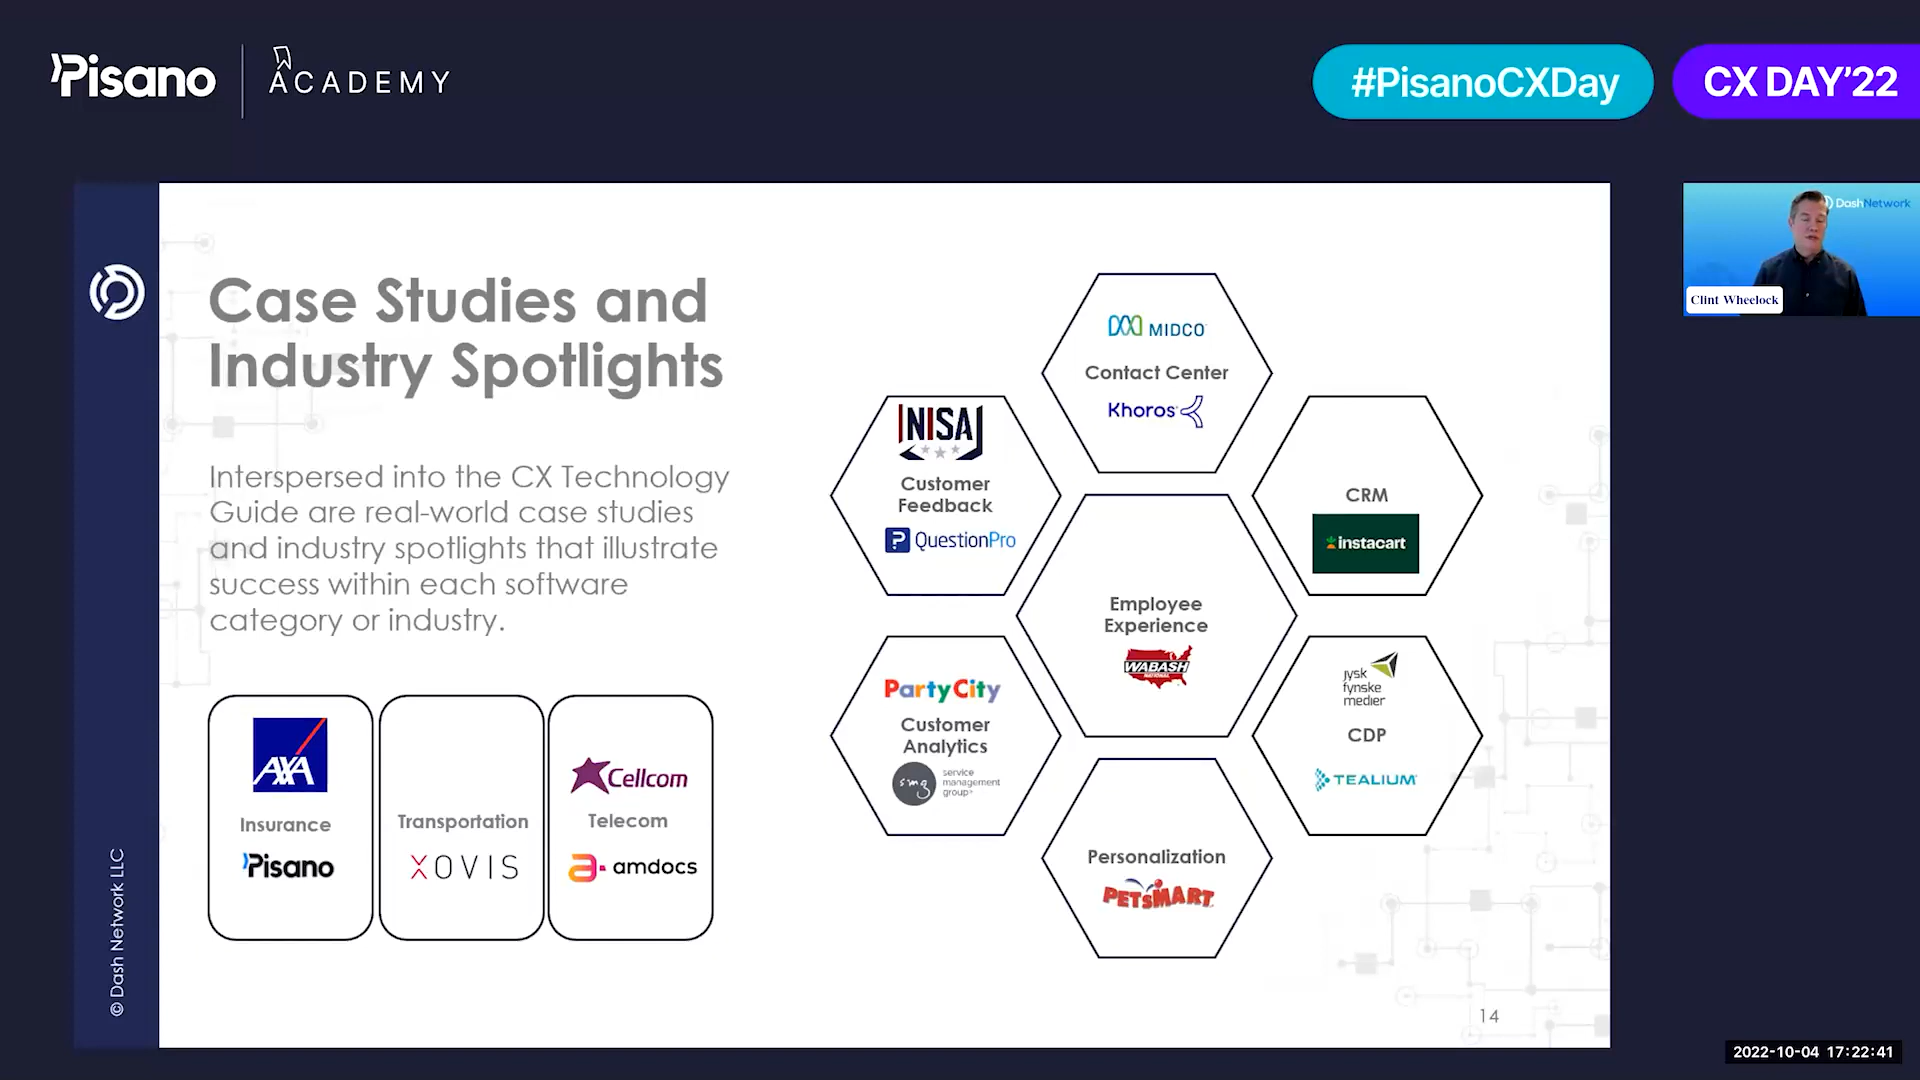 Pisano
ACADEMY
#PisanoCXDay
CX DAY'22
DashNetwork
Clint Wheelock
Case Studies and
Industry Spotlights
Interspersed into the CX Technology
Guide are real-world case studies
and industry spotlights that illustrate
success within each software
category or industry.
AXA
Insurance
Pisano
Transportation
XOVIS
Cellcom
Telecom
amdocs
MIDCO
Contact Center
Khoros
NISA
Customer
Feedback
QuestionPro
CRM
instacart
Employee
Experience
WABASH
NATIONAL
PartyCity
Customer
Analytics
smg
service
management
group
jysk
fynske
medier
CDP
TEALIUM
Personalization
PETSMART
© Dash Network LLC
14
2022-10-04 17:22:41